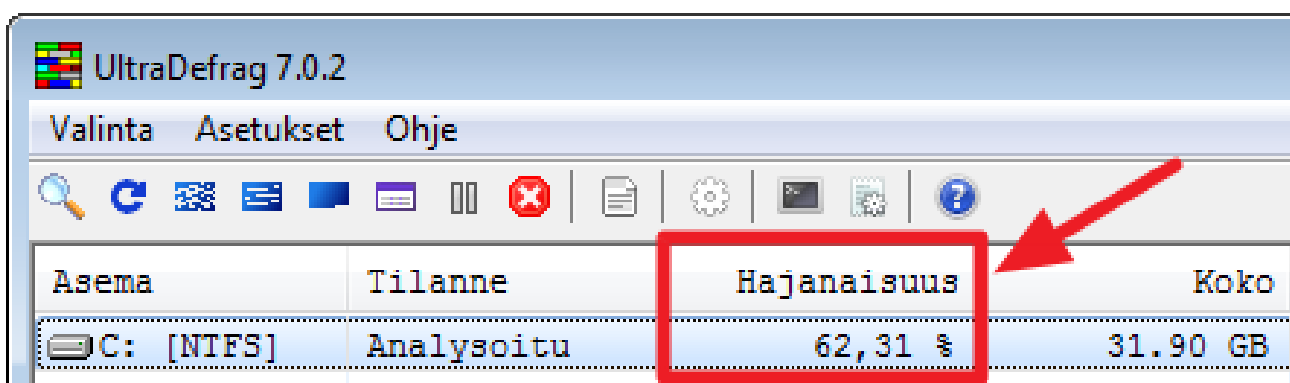 UltraDefrag 7.0.2
Valinta Asetukset Ohje
Asema Tilanne Hajanaisuus Koko
C: [NTFS] Analysoitu 62,31 % 31.90 GB